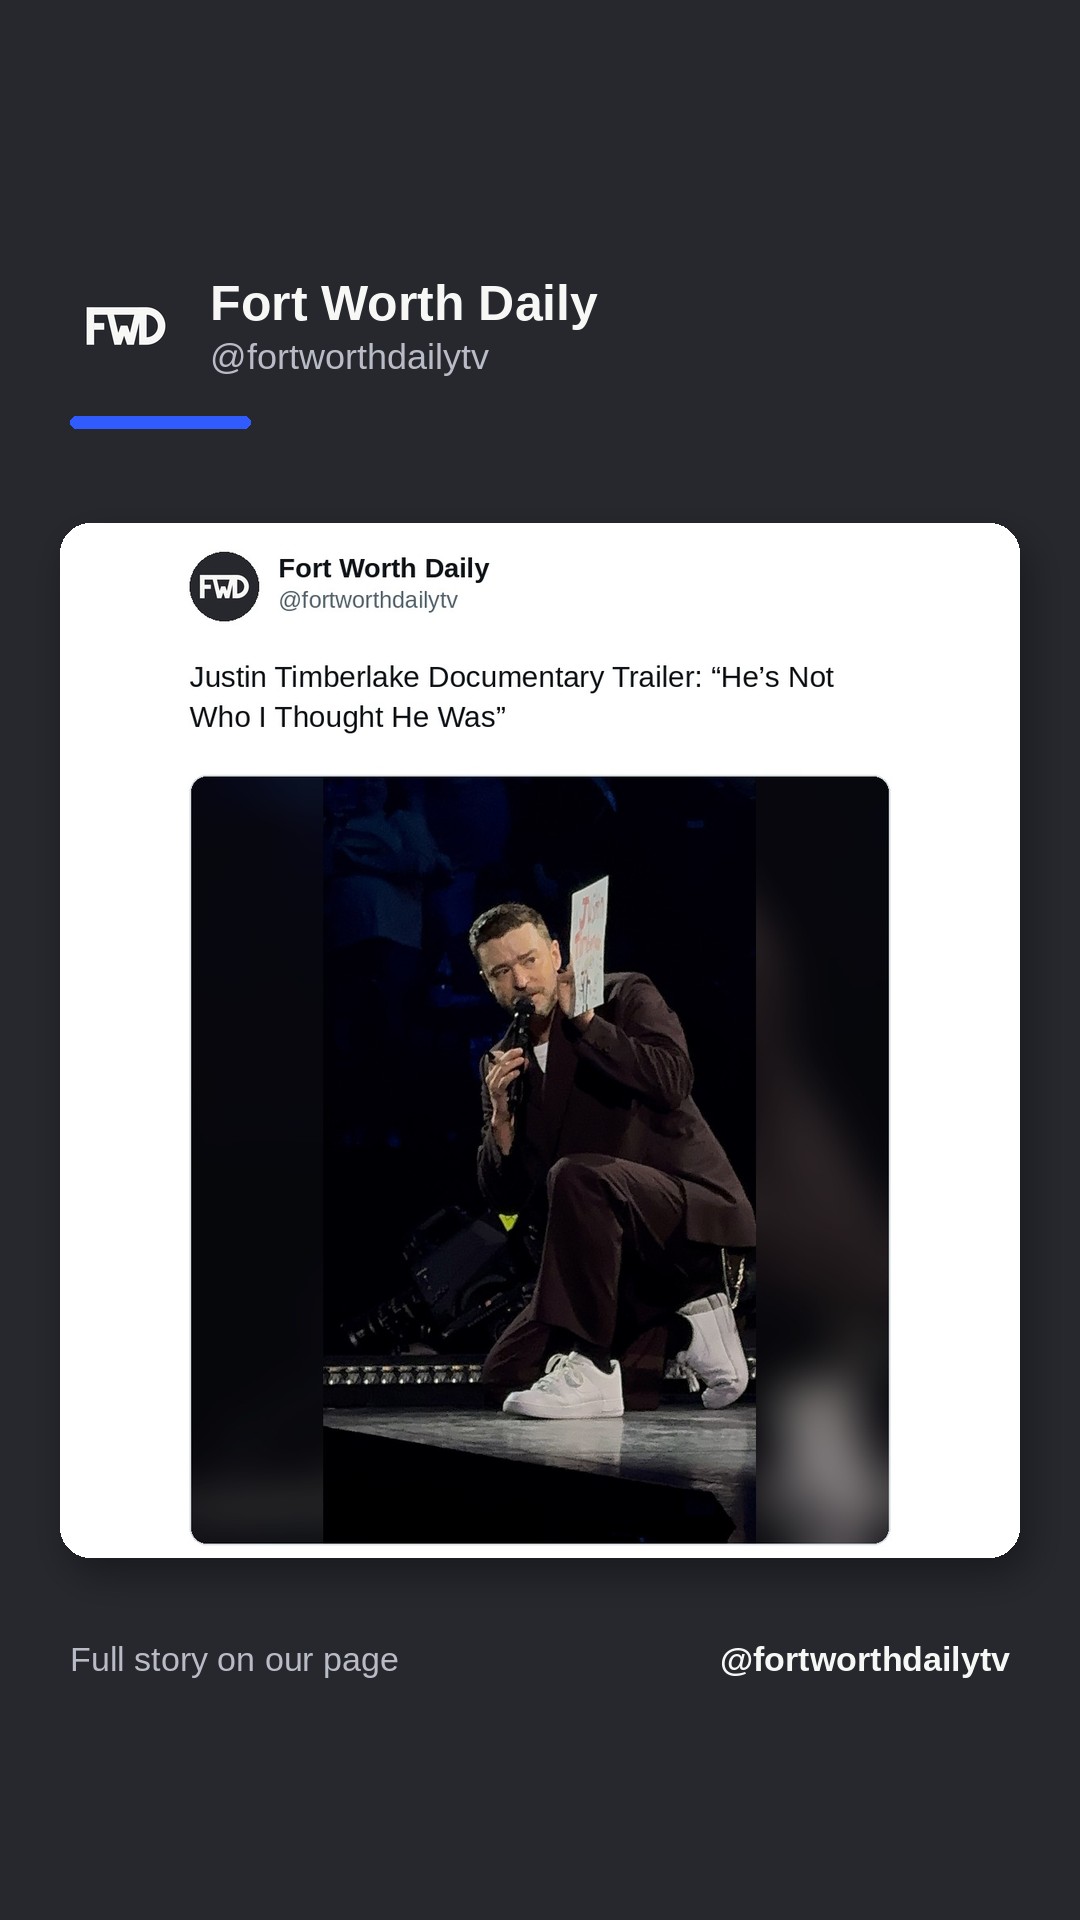 FWD
Fort Worth Daily
@fortworthdailytv
FWD
Fort Worth Daily
@fortworthdailytv
Justin Timberlake Documentary Trailer: “He’s Not
Who I Thought He Was”
Justin
Full story on our page
@fortworthdailytv